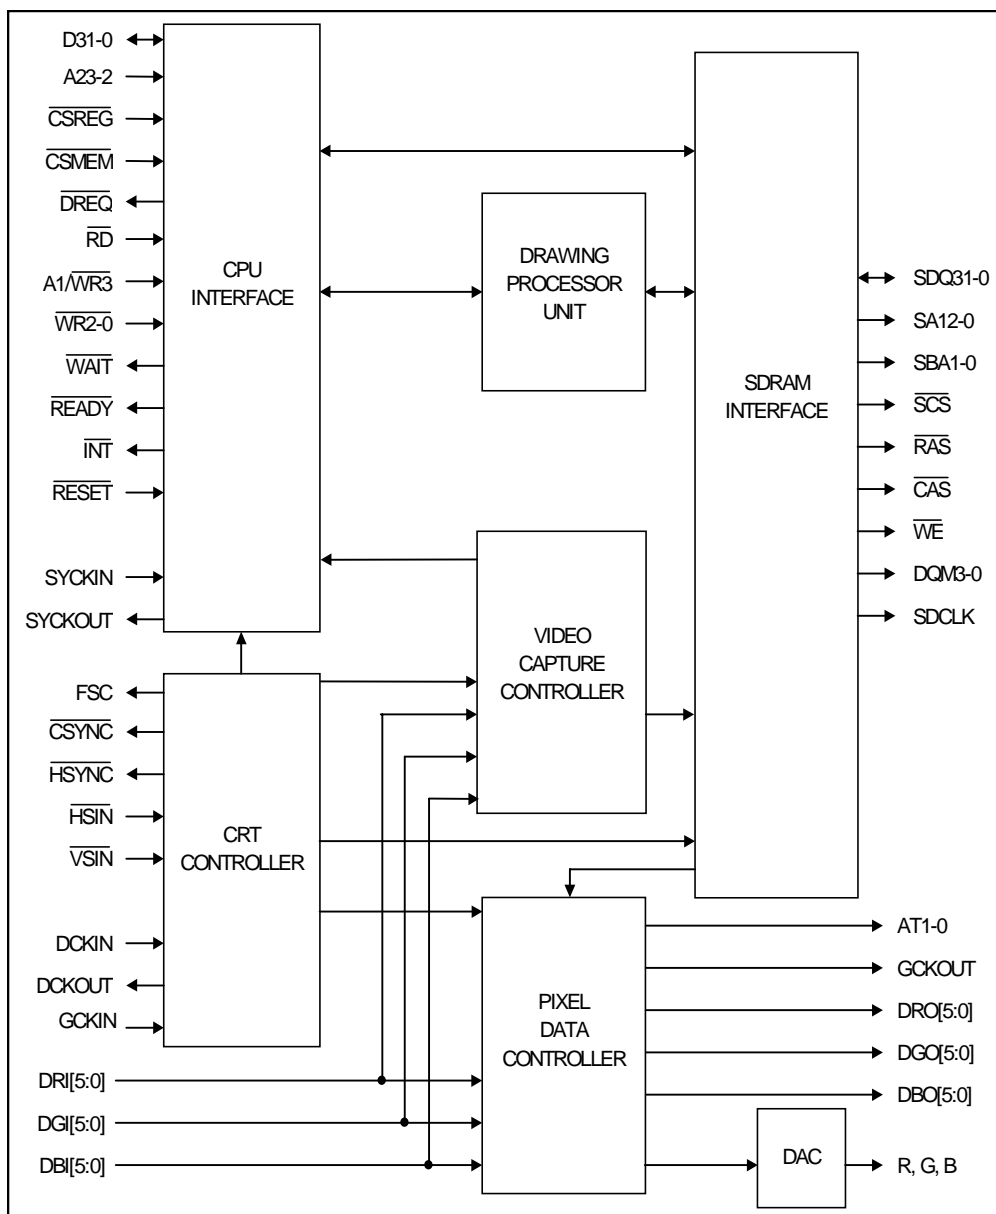 D31-0
A23-2
CSREG
CSMEM
DREQ
RD
A1/WR3
WR2-0
WAIT
READY
INT
RESET
SYCKIN
SYCKOUT
CPU
INTERFACE
DRAWING
PROCESSOR
UNIT
SDRAM
INTERFACE
SDQ31-0
SA12-0
SBA1-0
SCS
RAS
CAS
WE
DQM3-0
SDCLK
VIDEO
CAPTURE
CONTROLLER
FSC
CSYNC
HSYNC
HSIN
VSIN
DCKIN
DCKOUT
GCKIN
CRT
CONTROLLER
DRI[5:0]
DGI[5:0]
DBI[5:0]
PIXEL
DATA
CONTROLLER
AT1-0
GCKOUT
DRO[5:0]
DGO[5:0]
DBO[5:0]
DAC
R, G, B